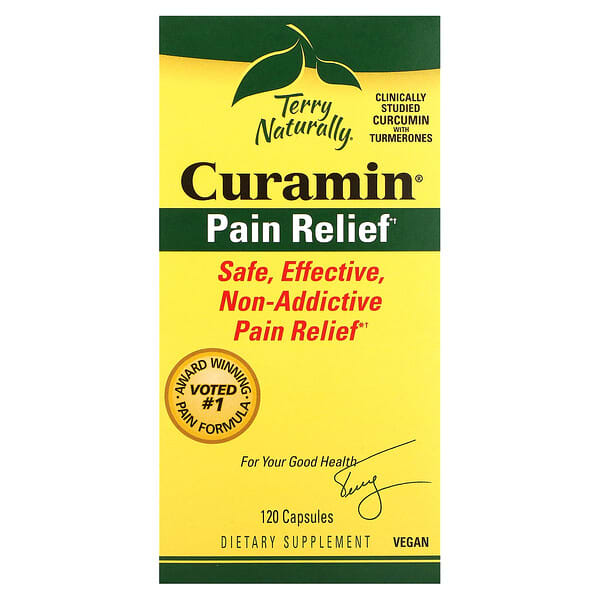 Terry
Naturally®
CLINICALLY
STUDIED
CURCUMIN
WITH
TURMERONES
Curamin®
Pain Relief*†
Safe, Effective,
Non-Addictive
Pain Relief*†
AWARD WINNING
VOTED
#1
PAIN FORMULA
For Your Good Health
Terry
120 Capsules
DIETARY SUPPLEMENT
VEGAN